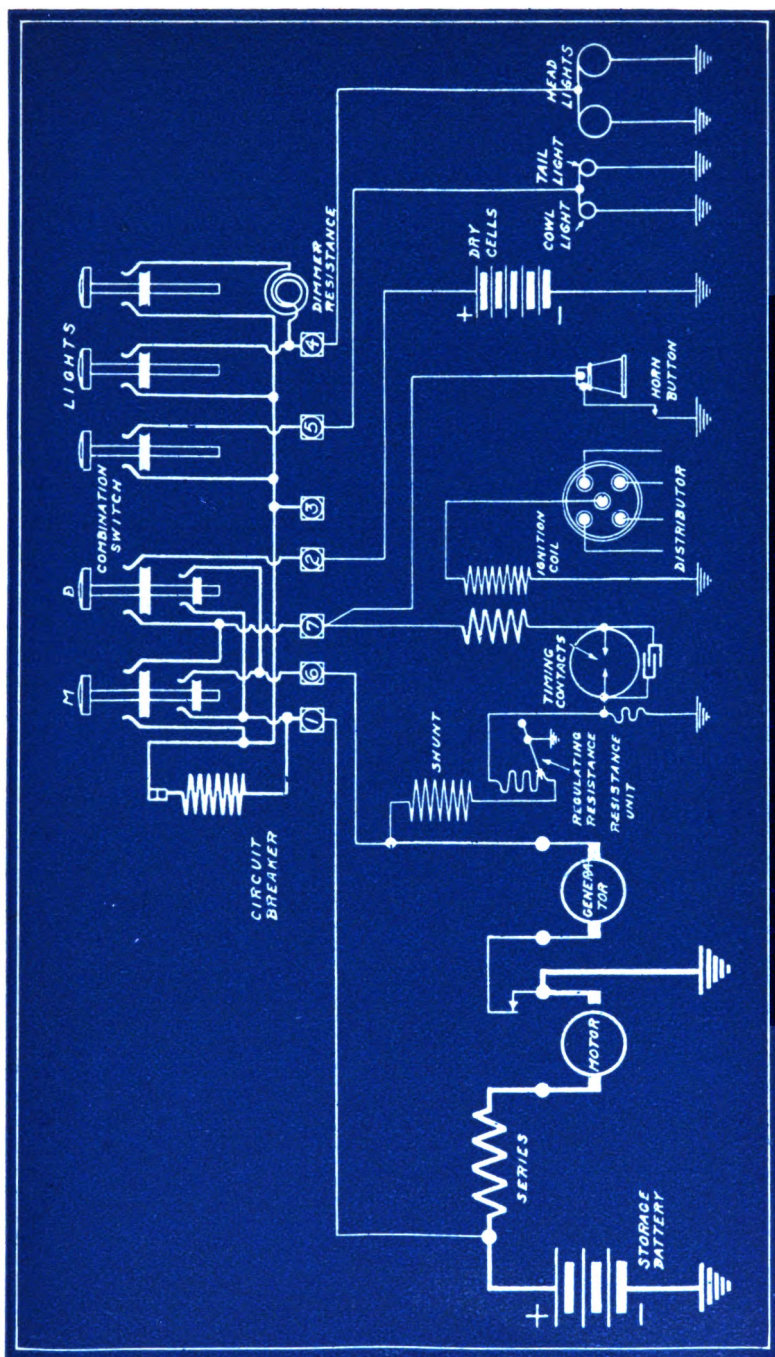 M
D
LIGHTS
COMBINATION
SWITCH
CIRCUIT
BREAKER
1
6
7
2
3
5
4
DIMMER
RESISTANCE
SERIES
SHUNT
REGULATING
RESISTANCE
RESISTANCE
UNIT
TIMING
CONTACTS
IGNITION
COIL
DISTRIBUTOR
HORN
BUTTON
+
DRY
CELLS
-
COWL
LIGHT
TAIL
LIGHT
HEAD
LIGHTS
+
STORAGE
BATTERY
-
MOTOR
GENERA-
TOR